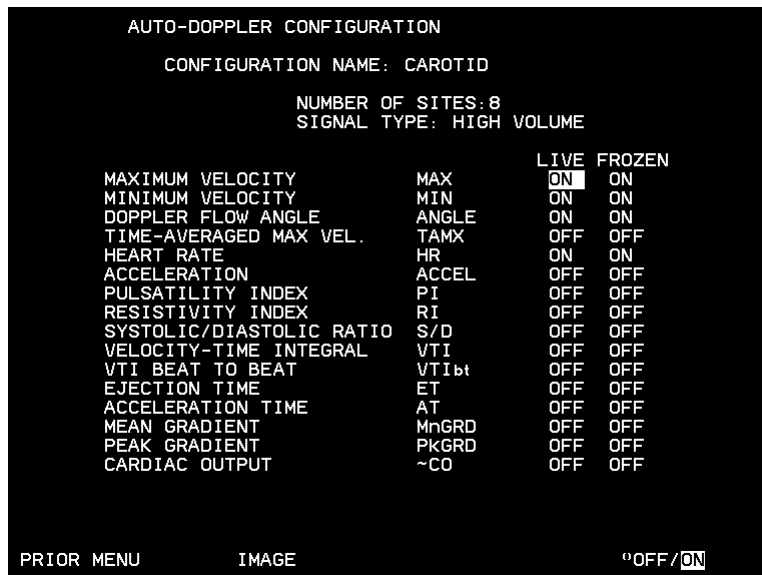 AUTO-DOPPLER CONFIGURATION
CONFIGURATION NAME: CAROTID
NUMBER OF SITES:8
SIGNAL TYPE: HIGH VOLUME
LIVE FROZEN
MAXIMUM VELOCITY MAX ON ON
MINIMUM VELOCITY MIN ON ON
DOPPLER FLOW ANGLE ANGLE ON ON
TIME-AVERAGED MAX VEL. TAMX OFF OFF
HEART RATE HR ON ON
ACCELERATION ACCEL OFF OFF
PULSATILITY INDEX PI OFF OFF
RESISTIVITY INDEX RI OFF OFF
SYSTOLIC/DIASTOLIC RATIO S/D OFF OFF
VELOCITY-TIME INTEGRAL VTI OFF OFF
VTI BEAT TO BEAT VTIbt OFF OFF
EJECTION TIME ET OFF OFF
ACCELERATION TIME AT OFF OFF
MEAN GRADIENT MnGRD OFF OFF
PEAK GRADIENT PkGRD OFF OFF
CARDIAC OUTPUT ~CO OFF OFF
PRIOR MENU IMAGE OFF/ON